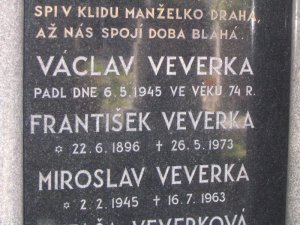 SPI V KLIDU MANŽELKO DRAHÁ,
AŽ NÁS SPOJÍ DOBA BLAHÁ.
VÁCLAV VEVERKA
PADL DNE 6.5.1945 VE VĚKU 74 R.
FRANTIŠEK VEVERKA
✡ 22.6.1896 ✝ 26.5.1973
MIROSLAV VEVERKA
✡ 2.2.1945 ✝ 16.7.1963
VEVERKOVÁ